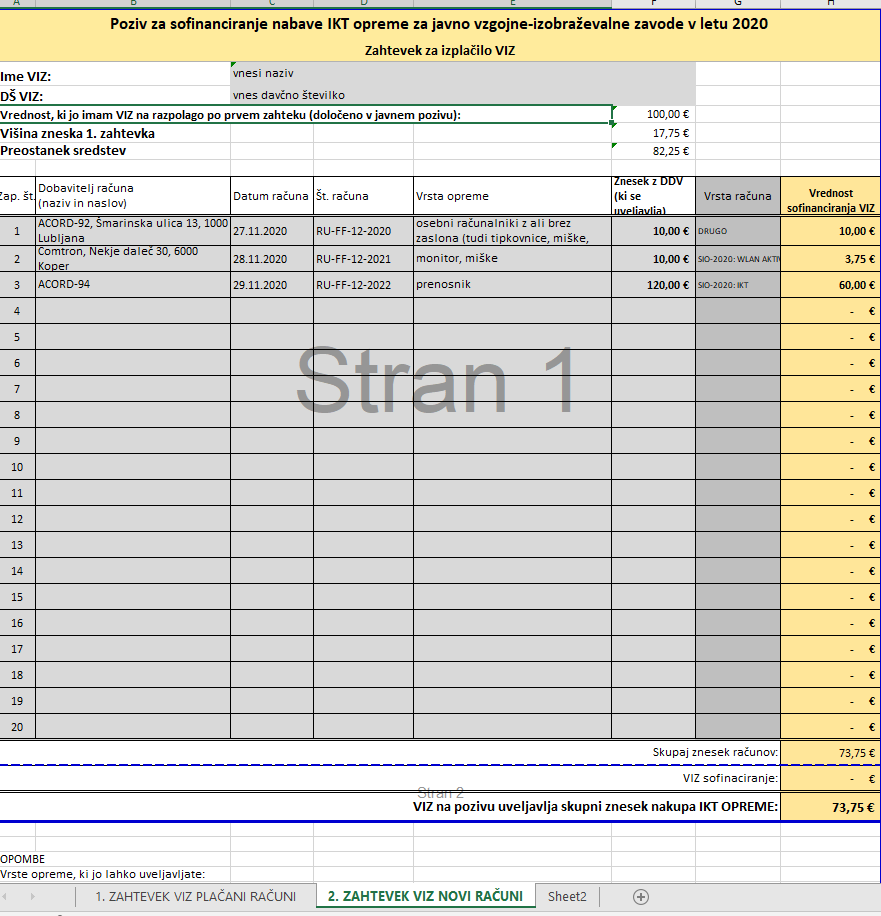 A B C D E F G H
Poziv za sofinanciranje nabave IKT opreme za javno vzgojne-izobraževalne zavode v letu 2020
Zahtevek za izplačilo VIZ
Ime VIZ: vnesi naziv
DŠ VIZ: vnes davčno številko
Vrednost, ki jo imam VIZ na razpolago po prvem zahteku (določeno v javnem pozivu): 100,00 €
Višina zneska 1. zahtevka 17,75 €
Preostanek sredstev 82,25 €
Zap. št. Dobavitelj računa (naziv in naslov) Datum računa Št. računa Vrsta opreme Znesek z DDV (ki se uveljavlja) Vrsta računa Vrednost sofinanciranja VIZ
1 ACORD-92, Šmarinska ulica 13, 1000 Lubljana 27.11.2020 RU-FF-12-2020 osebni računalniki z ali brez zaslona (tudi tipkovnice, miške, 10,00 € DRUGO 10,00 €
2 Comtron, Nekje daleč 30, 6000 Koper 28.11.2020 RU-FF-12-2021 monitor, miške 10,00 € SIO-2020: WLAN AKTIV 3,75 €
3 ACORD-94 29.11.2020 RU-FF-12-2022 prenosnik 120,00 € SIO-2020: IKT 60,00 €
4 - €
5 - €
6 - €
7 - €
8 - €
9 - €
10 - €
11 - €
12 - €
13 - €
14 - €
15 - €
16 - €
17 - €
18 - €
19 - €
20 - €
Stran 1
Skupaj znesek računov: 73,75 €
VIZ sofinaciranje: - €
Stran 2
VIZ na pozivu uveljavlja skupni znesek nakupa IKT OPREME: 73,75 €
OPOMBE
Vrste opreme, ki jo lahko uveljavljate:
1. ZAHTEVEK VIZ PLAČANI RAČUNI 2. ZAHTEVEK VIZ NOVI RAČUNI Sheet2